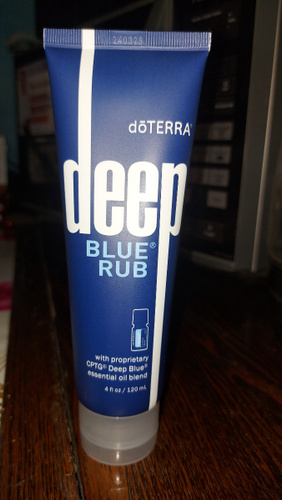 240323
dōTERRA®
deep
BLUE®
RUB
with proprietary
CPTG® Deep Blue®
essential oil blend
4 fl oz / 120 mL